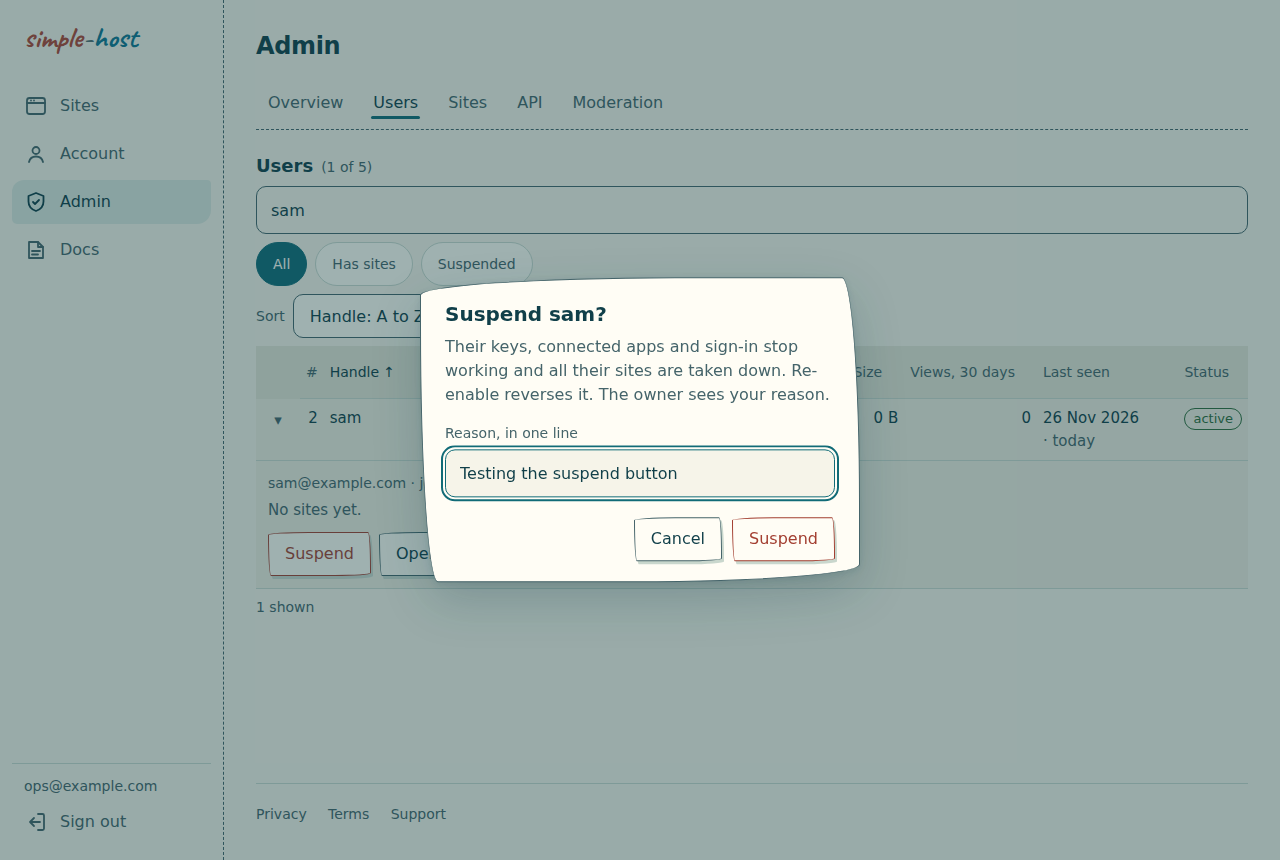 simple-host
Sites
Account
Admin
Docs
ops@example.com
Sign out
Admin
Overview Users Sites API Moderation
Users (1 of 5)
sam
All Has sites Suspended
Sort Handle: A to Z
# Handle ↑ Size Views, 30 days Last seen Status
▼ 2 sam 0 B 0 26 Nov 2026 active
· today
sam@example.com ·
No sites yet.
Suspend
1 shown
Suspend sam?
Their keys, connected apps and sign-in stop
working and all their sites are taken down. Re-
enable reverses it. The owner sees your reason.
Reason, in one line
Testing the suspend button
Cancel Suspend
Privacy Terms Support